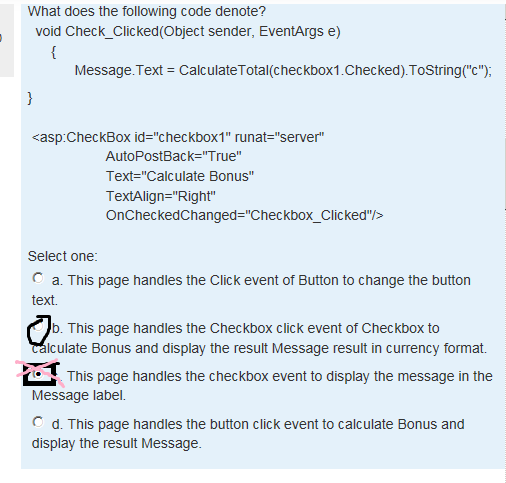 What does the following code denote?
void Check_Clicked(Object sender, EventArgs e)
{
Message.Text = CalculateTotal(checkbox1.Checked).ToString("c");
}
<asp:CheckBox id="checkbox1" runat="server"
AutoPostBack="True"
Text="Calculate Bonus"
TextAlign="Right"
OnCheckedChanged="Checkbox_Clicked"/>
Select one:
a. This page handles the Click event of Button to change the button
text.
b. This page handles the Checkbox click event of Checkbox to
calculate Bonus and display the result Message result in currency format.
This page handles the checkbox event to display the message in the
Message label.
d. This page handles the button click event to calculate Bonus and
display the result Message.